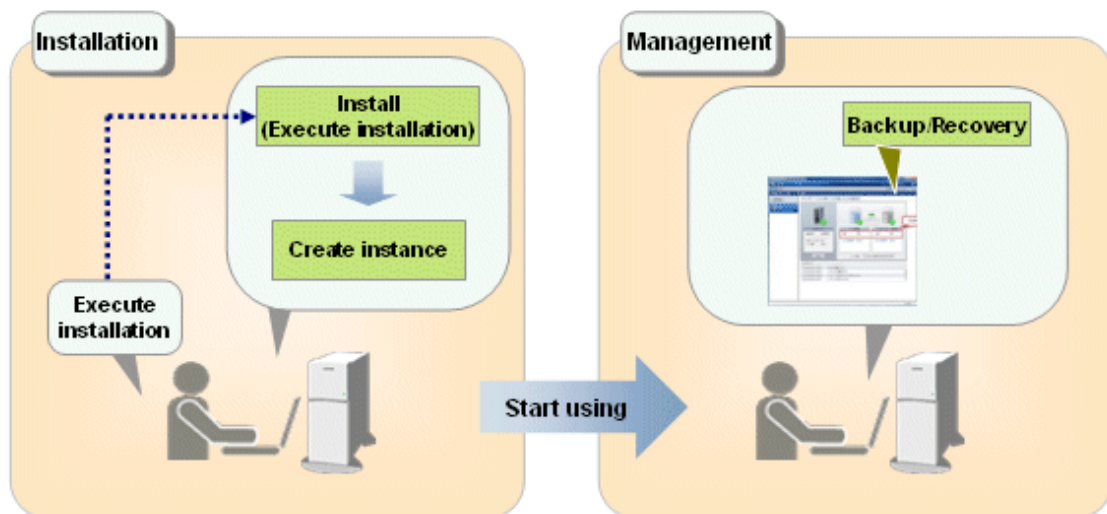 Installation
Install
(Execute installation)
Create instance
Execute
installation
Start using
Management
Backup/Recovery